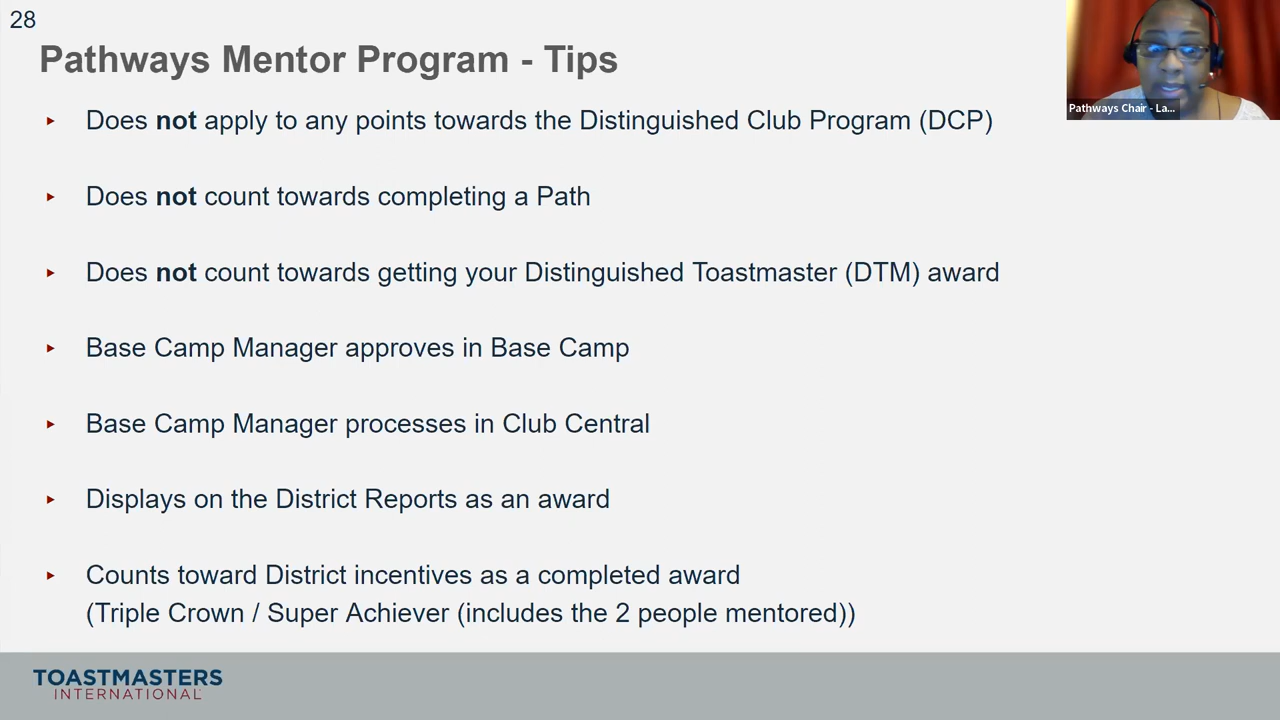 28
Pathways Mentor Program - Tips
Does not apply to any points towards the Distinguished Club Program (DCP)
Does not count towards completing a Path
Does not count towards getting your Distinguished Toastmaster (DTM) award
Base Camp Manager approves in Base Camp
Base Camp Manager processes in Club Central
Displays on the District Reports as an award
Counts toward District incentives as a completed award
(Triple Crown / Super Achiever (includes the 2 people mentored))
Pathways Chair - La...
TOASTMASTERS
INTERNATIONAL